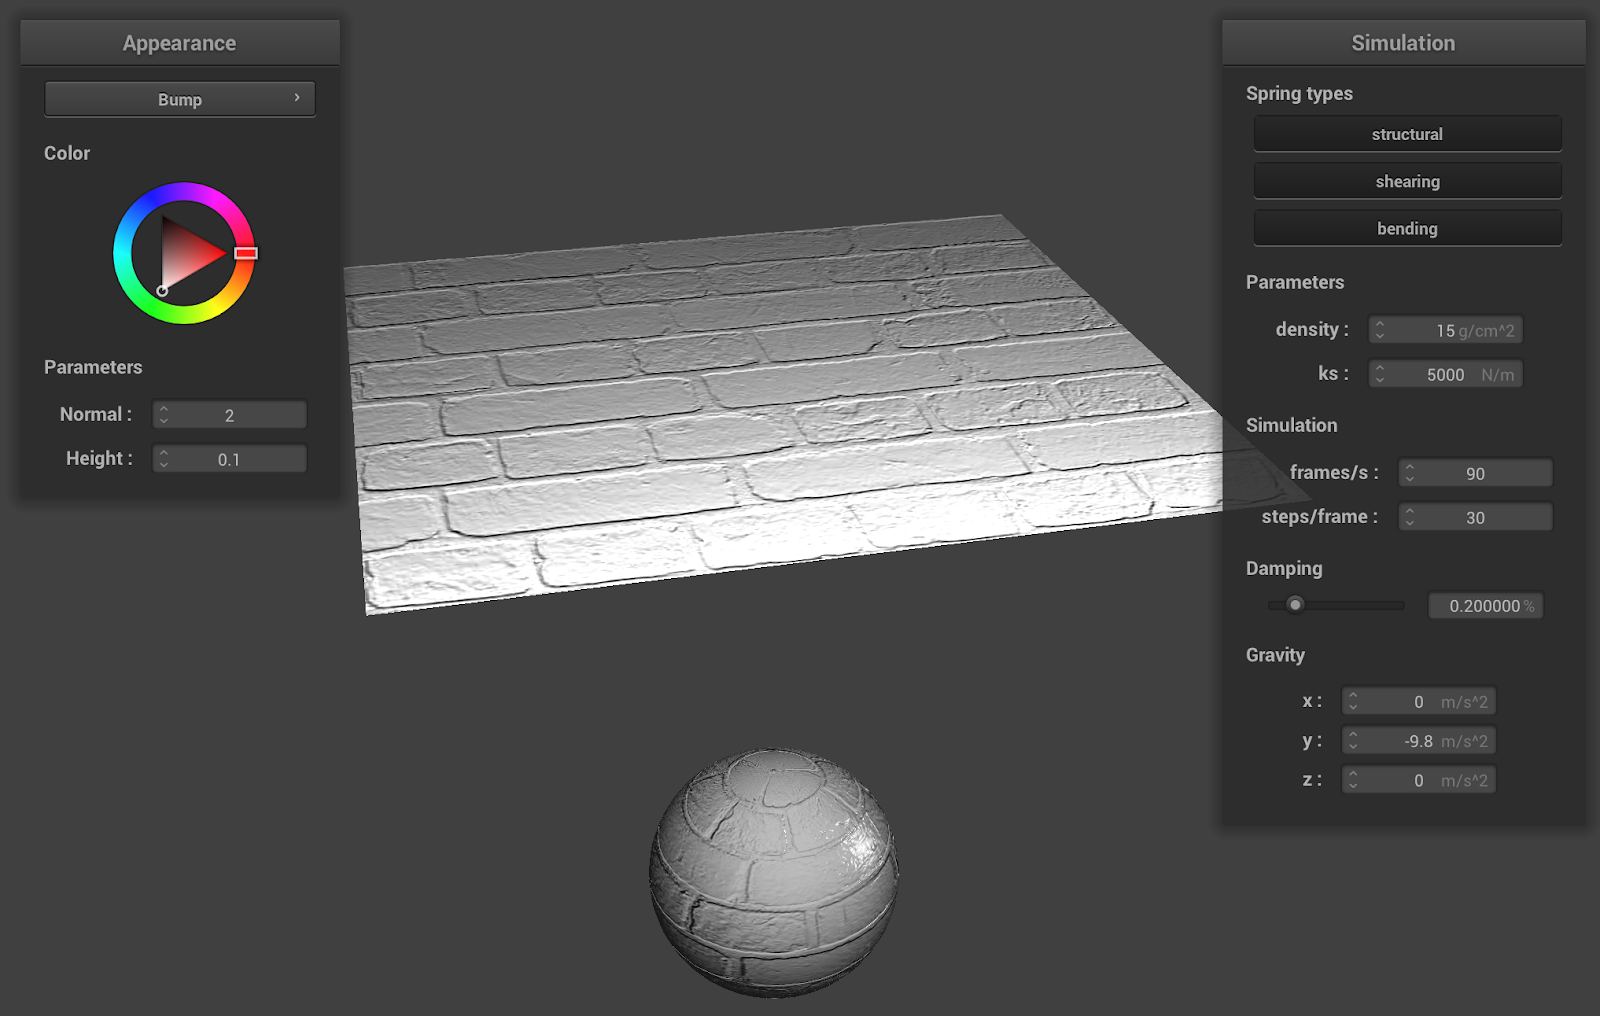 Appearance
Bump
Color
Parameters
Normal : 2
Height : 0.1
Simulation
Spring types
structural
shearing
bending
Parameters
density : 15 g/cm^2
ks : 5000 N/m
Simulation
frames/s : 90
steps/frame : 30
Damping
0.200000 %
Gravity
x : 0 m/s^2
y : -9.8 m/s^2
z : 0 m/s^2